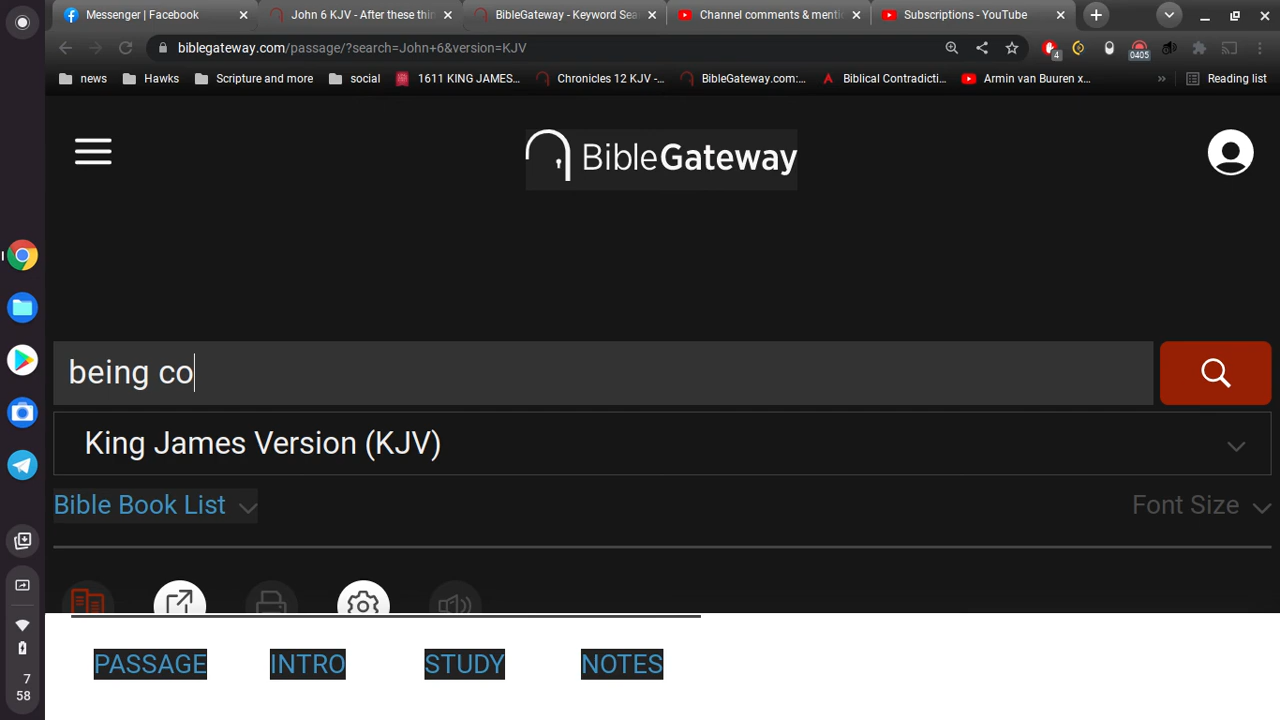 Messenger | Facebook
John 6 KJV - After these thin
BibleGateway - Keyword Sea
Channel comments & menti
Subscriptions - YouTube
biblegateway.com/passage/?search=John+6&version=KJV
4
0405
news
Hawks
Scripture and more
social
1611 KING JAMES...
Chronicles 12 KJV -...
BibleGateway.com:...
Biblical Contradicti...
Armin van Buuren x...
»
Reading list
BibleGateway
being co
King James Version (KJV)
Bible Book List
Font Size
PASSAGE
INTRO
STUDY
NOTES
7
58